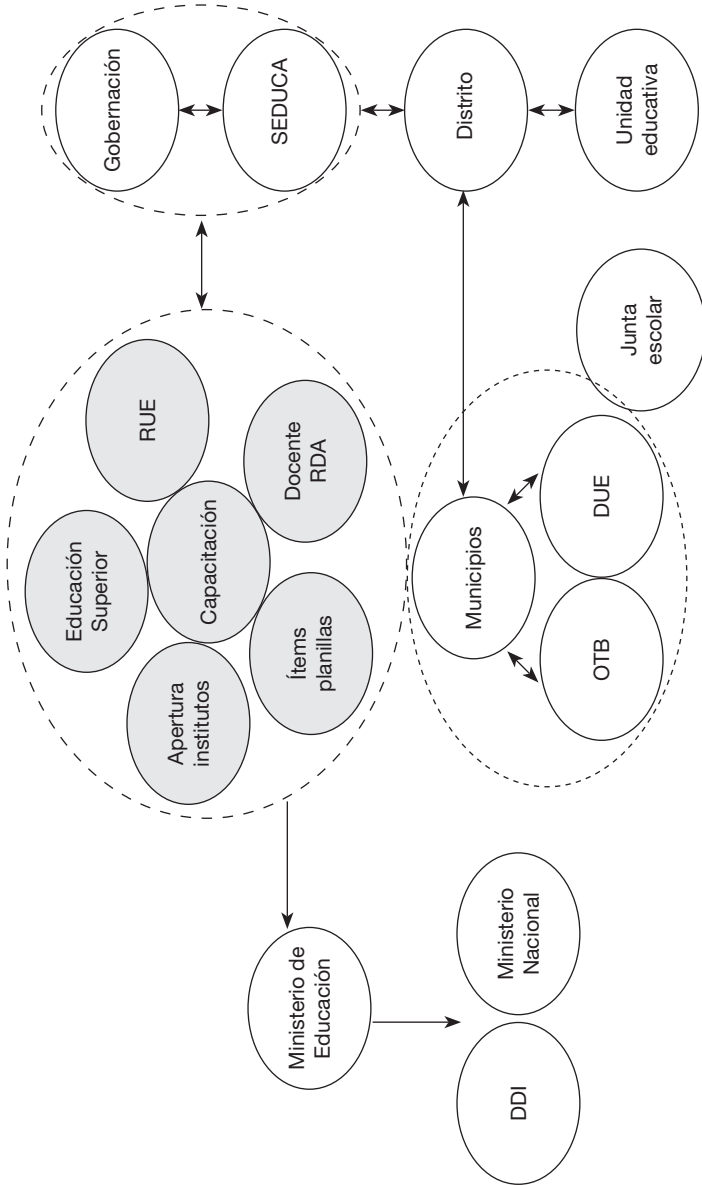 Ministerio de
Educación
DDI
Ministerio
Nacional
Educación
Superior
RUE
Apertura
institutos
Capacitación
Docente
RDA
Ítems
planillas
Municipios
OTB
DUE
Junta
escolar
Gobernación
SEDUCA
Distrito
Unidad
educativa